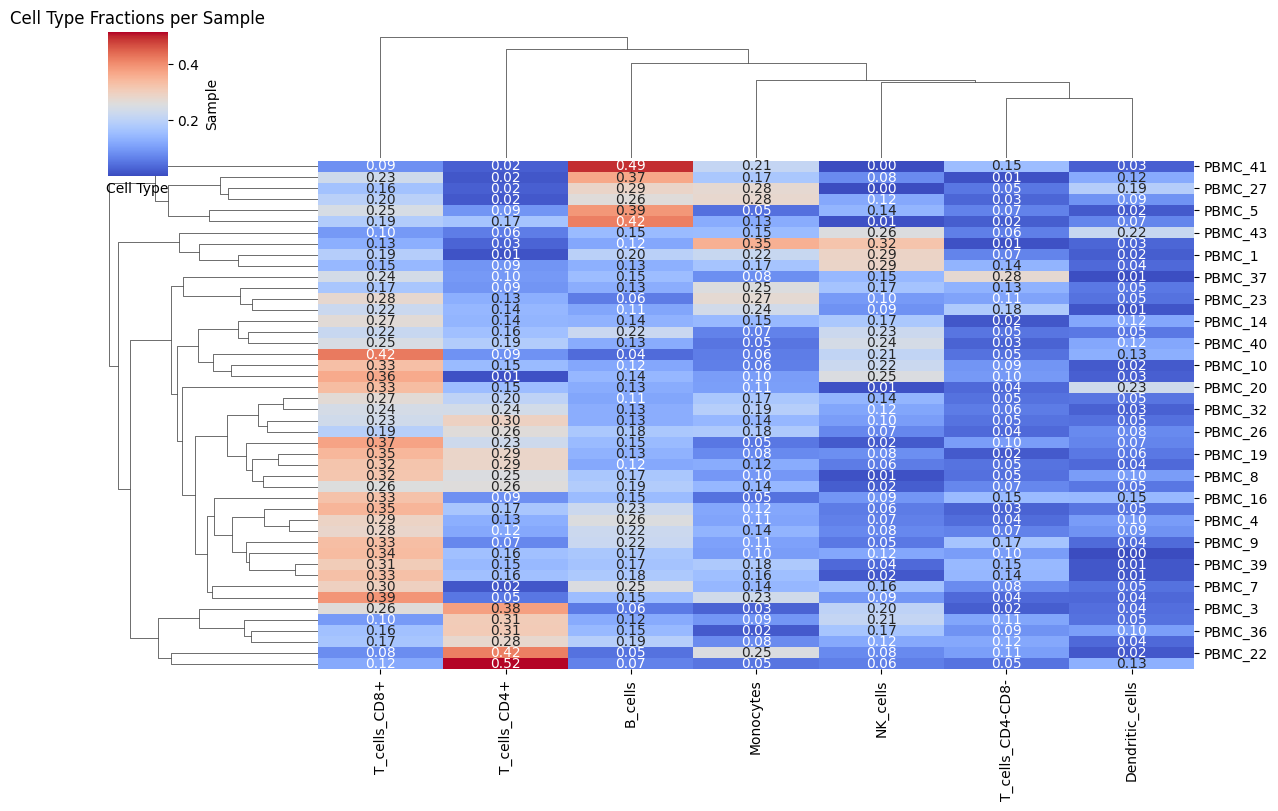 Cell Type Fractions per Sample
0.4
0.2
Sample
Cell Type
0.09 0.02 0.49 0.21 0.00 0.15 0.03 PBMC_41
0.23 0.02 0.37 0.17 0.08 0.01 0.12
0.16 0.02 0.29 0.28 0.00 0.05 0.19 PBMC_27
0.20 0.02 0.26 0.28 0.12 0.03 0.09
0.25 0.09 0.39 0.05 0.14 0.07 0.02 PBMC_5
0.19 0.17 0.42 0.13 0.01 0.02 0.07
0.10 0.06 0.15 0.15 0.26 0.06 0.22 PBMC_43
0.13 0.03 0.12 0.35 0.32 0.01 0.03
0.19 0.01 0.20 0.22 0.29 0.07 0.02 PBMC_1
0.15 0.09 0.13 0.17 0.29 0.14 0.04
0.24 0.10 0.15 0.08 0.15 0.28 0.01 PBMC_37
0.17 0.09 0.13 0.25 0.17 0.13 0.05
0.28 0.13 0.06 0.27 0.10 0.11 0.05 PBMC_23
0.22 0.14 0.11 0.24 0.09 0.18 0.01
0.27 0.14 0.14 0.15 0.17 0.02 0.12 PBMC_14
0.22 0.16 0.22 0.07 0.23 0.05 0.05
0.25 0.19 0.13 0.05 0.24 0.03 0.12 PBMC_40
0.42 0.09 0.04 0.06 0.21 0.05 0.13
0.33 0.15 0.12 0.06 0.22 0.09 0.02 PBMC_10
0.36 0.01 0.14 0.10 0.25 0.10 0.03
0.33 0.15 0.13 0.11 0.01 0.04 0.23 PBMC_20
0.27 0.20 0.11 0.17 0.14 0.05 0.05
0.24 0.24 0.13 0.19 0.12 0.06 0.03 PBMC_32
0.23 0.30 0.13 0.14 0.10 0.05 0.05
0.19 0.26 0.18 0.18 0.07 0.04 0.08 PBMC_26
0.37 0.23 0.15 0.05 0.02 0.10 0.07
0.35 0.29 0.13 0.08 0.08 0.02 0.06 PBMC_19
0.32 0.29 0.12 0.12 0.06 0.05 0.04
0.32 0.25 0.17 0.10 0.01 0.05 0.10 PBMC_8
0.26 0.26 0.19 0.14 0.02 0.07 0.05
0.33 0.09 0.15 0.05 0.09 0.15 0.15 PBMC_16
0.35 0.17 0.23 0.12 0.06 0.03 0.05
0.29 0.13 0.26 0.11 0.07 0.04 0.10 PBMC_4
0.28 0.12 0.22 0.14 0.08 0.07 0.09
0.33 0.07 0.22 0.11 0.05 0.17 0.04 PBMC_9
0.34 0.16 0.17 0.10 0.12 0.10 0.00
0.31 0.15 0.17 0.18 0.04 0.15 0.01 PBMC_39
0.33 0.16 0.18 0.16 0.02 0.14 0.01
0.30 0.02 0.25 0.14 0.16 0.08 0.05 PBMC_7
0.39 0.05 0.15 0.23 0.09 0.04 0.04
0.26 0.38 0.06 0.03 0.20 0.02 0.04 PBMC_3
0.10 0.31 0.12 0.09 0.21 0.11 0.05
0.16 0.31 0.15 0.02 0.17 0.09 0.10 PBMC_36
0.17 0.28 0.19 0.08 0.12 0.12 0.04
0.08 0.42 0.05 0.25 0.08 0.11 0.02 PBMC_22
0.12 0.52 0.07 0.05 0.06 0.05 0.13
T_cells_CD8+
T_cells_CD4+
B_cells
Monocytes
NK_cells
T_cells_CD4-CD8-
Dendritic_cells